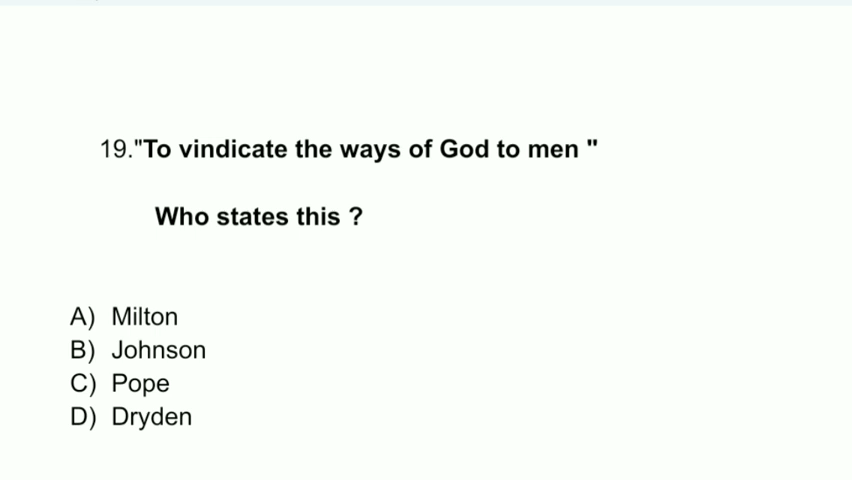 19."To vindicate the ways of God to men "
Who states this ?
A) Milton
B) Johnson
C) Pope
D) Dryden